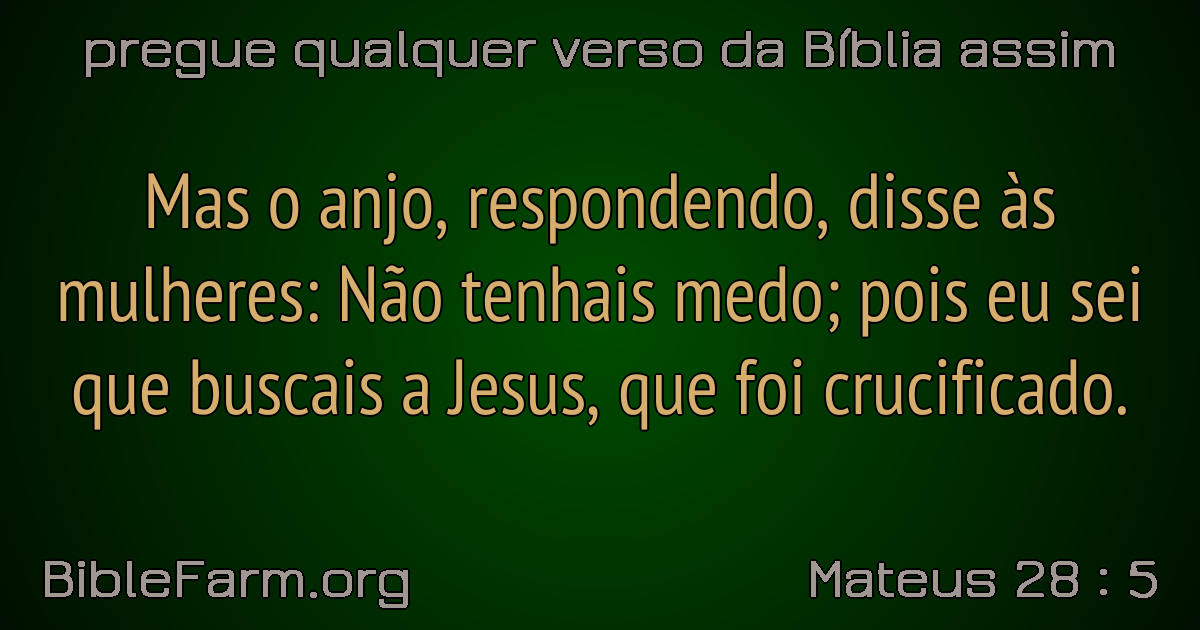 pregue qualquer verso da Bíblia assim
Mas o anjo, respondendo, disse às
mulheres: Não tenhais medo; pois eu sei
que buscais a Jesus, que foi crucificado.
BibleFarm.org
Mateus 28 : 5